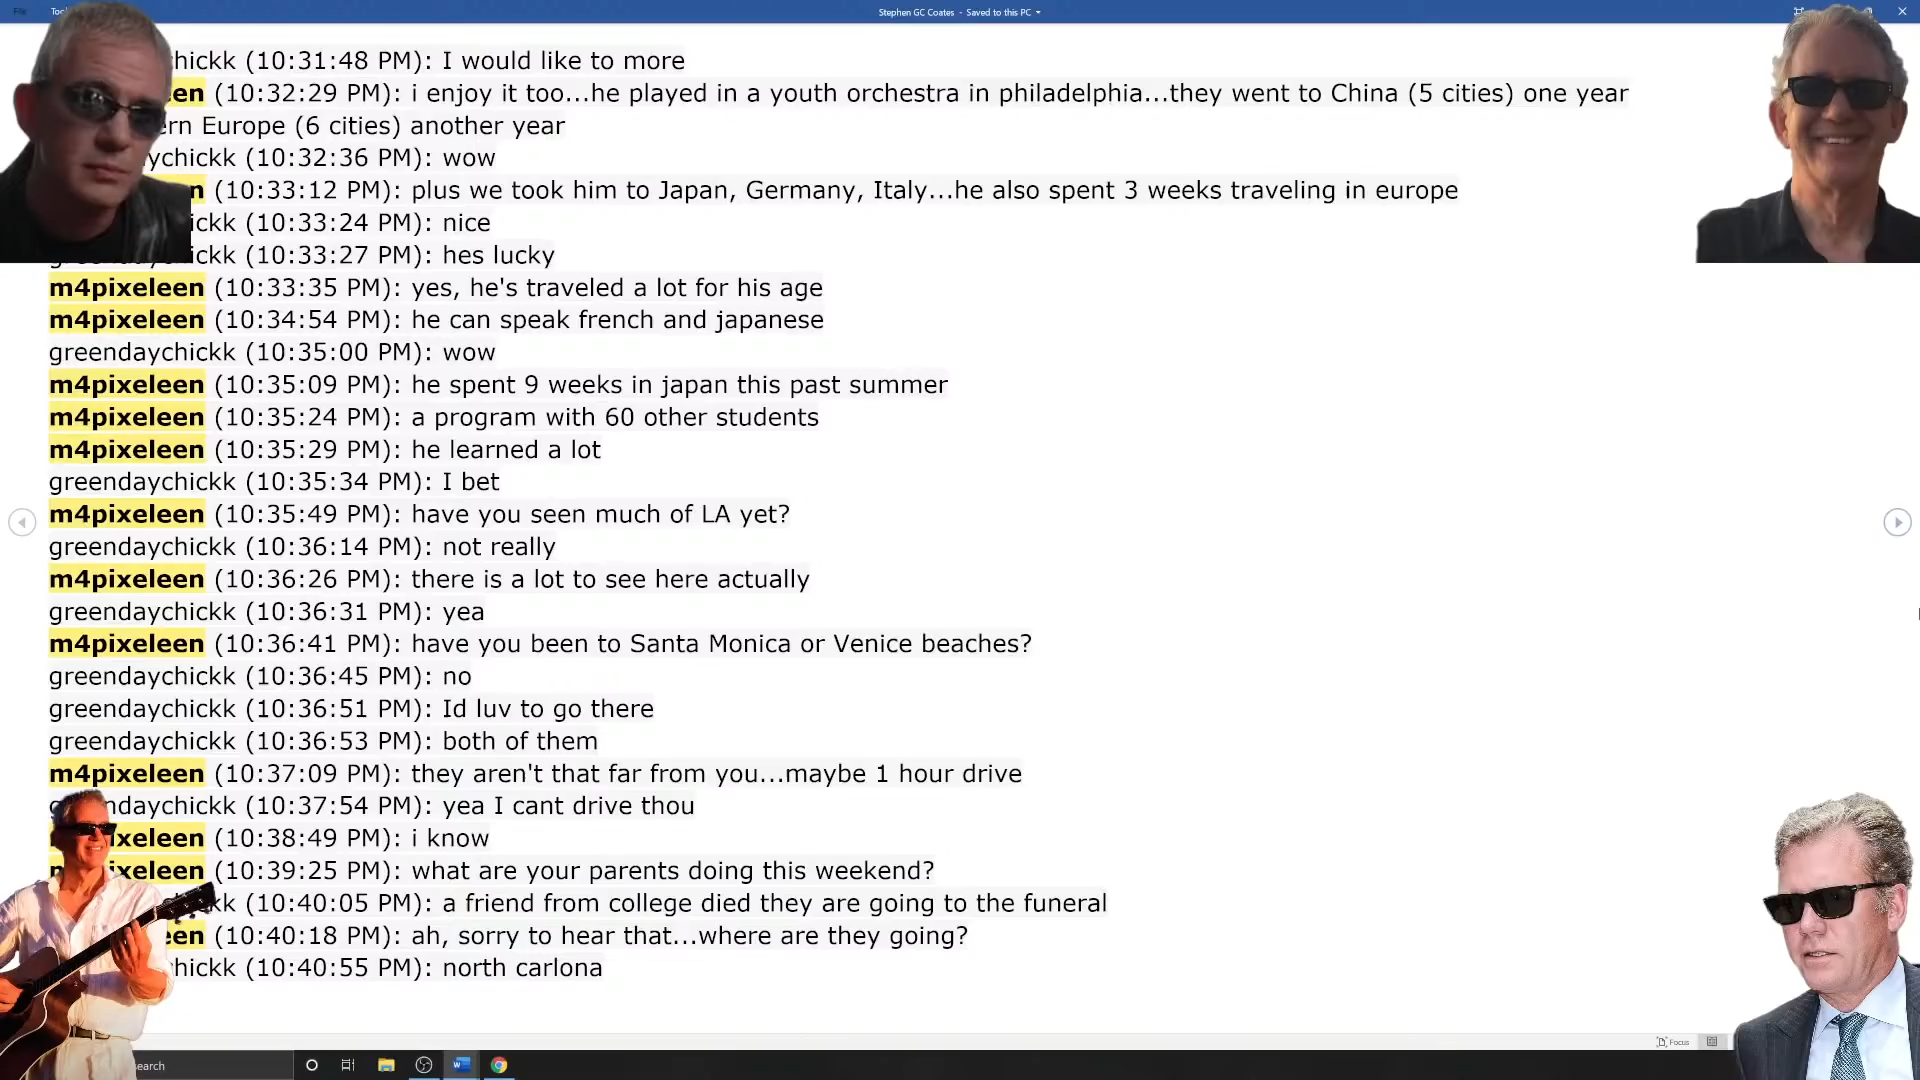 File
Stephen GC Coates - Saved to this PC
hickk (10:31:48 PM): I would like to more
en (10:32:29 PM): i enjoy it too...he played in a youth orchestra in philadelphia...they went to China (5 cities) one year
ern Europe (6 cities) another year
ychickk (10:32:36 PM): wow
n (10:33:12 PM): plus we took him to Japan, Germany, Italy...he also spent 3 weeks traveling in europe
ickk (10:33:24 PM): nice
ickk (10:33:27 PM): hes lucky
m4pixeleen (10:33:35 PM): yes, he's traveled a lot for his age
m4pixeleen (10:34:54 PM): he can speak french and japanese
greendaychickk (10:35:00 PM): wow
m4pixeleen (10:35:09 PM): he spent 9 weeks in japan this past summer
m4pixeleen (10:35:24 PM): a program with 60 other students
m4pixeleen (10:35:29 PM): he learned a lot
greendaychickk (10:35:34 PM): I bet
m4pixeleen (10:35:49 PM): have you seen much of LA yet?
greendaychickk (10:36:14 PM): not really
m4pixeleen (10:36:26 PM): there is a lot to see here actually
greendaychickk (10:36:31 PM): yea
m4pixeleen (10:36:41 PM): have you been to Santa Monica or Venice beaches?
greendaychickk (10:36:45 PM): no
greendaychickk (10:36:51 PM): Id luv to go there
greendaychickk (10:36:53 PM): both of them
m4pixeleen (10:37:09 PM): they aren't that far from you...maybe 1 hour drive
ndaychickk (10:37:54 PM): yea I cant drive thou
ixeleen (10:38:49 PM): i know
ixeleen (10:39:25 PM): what are your parents doing this weekend?
kk (10:40:05 PM): a friend from college died they are going to the funeral
een (10:40:18 PM): ah, sorry to hear that...where are they going?
hickk (10:40:55 PM): north carlona
Focus
earch